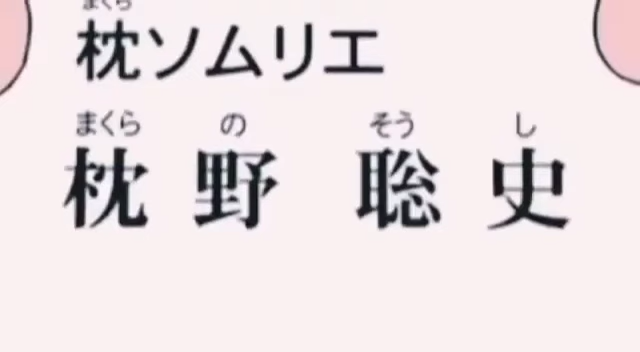 まくら
枕ソムリエ
まくら の そう し
枕野 聡史